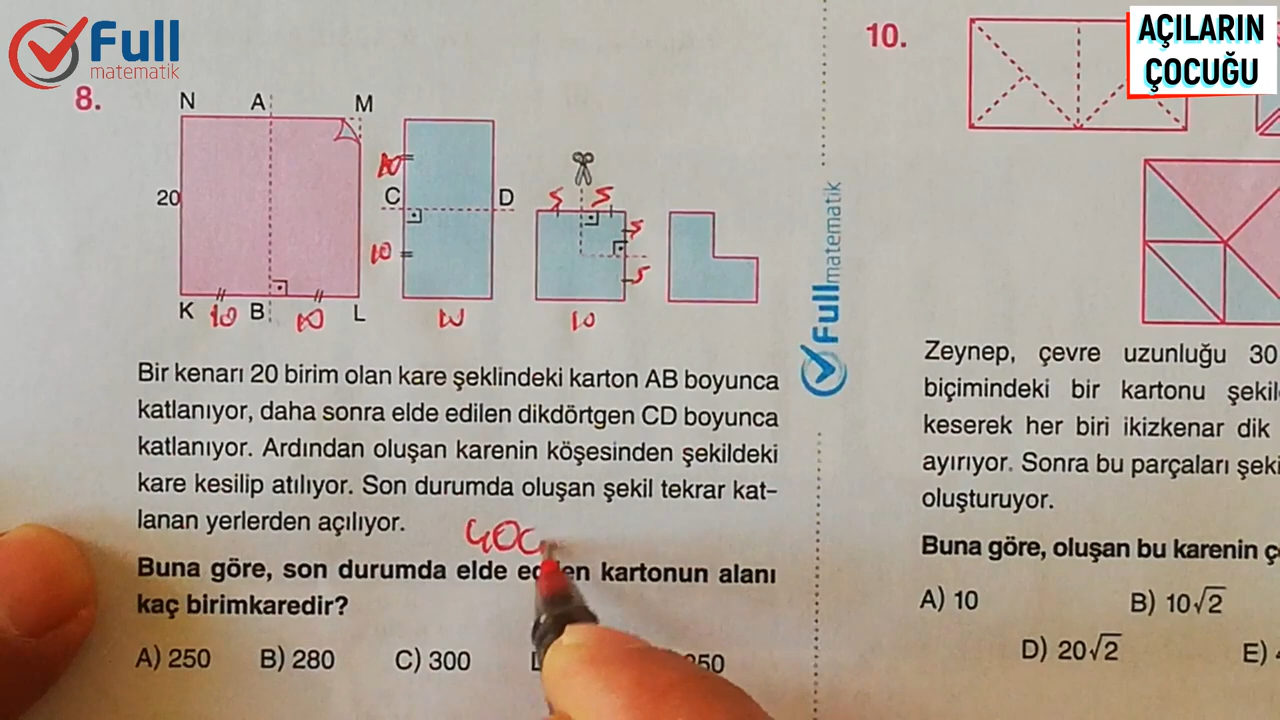 Full
matematik
AÇILARIN
ÇOCUĞU
8.
N A M
20
K B L
10 10
10
C D
10
10
5 5
5
5
10
Bir kenarı 20 birim olan kare şeklindeki karton AB boyunca
katlanıyor, daha sonra elde edilen dikdörtgen CD boyunca
katlanıyor. Ardından oluşan karenin köşesinden şekildeki
kare kesilip atılıyor. Son durumda oluşan şekil tekrar kat-
lanan yerlerden açılıyor.
400
Buna göre, son durumda elde edilen kartonun alanı
kaç birimkaredir?
A) 250 B) 280 C) 300
Full matematik
10.
Zeynep, çevre uzunluğu 30
biçimindeki bir kartonu şekil
keserek her biri ikizkenar dik
ayırıyor. Sonra bu parçaları şeki
oluşturuyor.
Buna göre, oluşan bu karenin ç
A) 10 B) 10√2
D) 20√2 E)